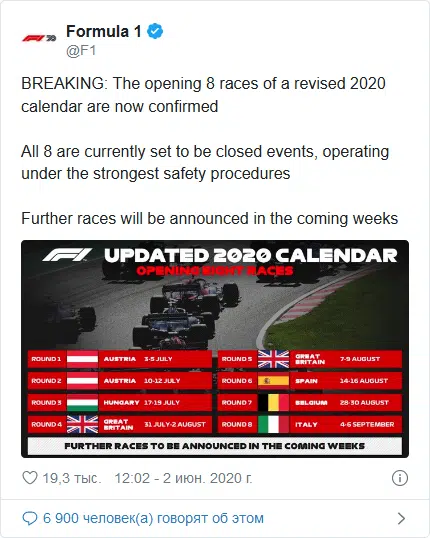 Formula 1
@F1
BREAKING: The opening 8 races of a revised 2020
calendar are now confirmed
All 8 are currently set to be closed events, operating
under the strongest safety procedures
Further races will be announced in the coming weeks
UPDATED 2020 CALENDAR
OPENING EIGHT RACES
ROUND 1 AUSTRIA 3-5 JULY
ROUND 2 AUSTRIA 10-12 JULY
ROUND 3 HUNGARY 17-19 JULY
ROUND 4 GREAT BRITAIN 31 JULY-2 AUGUST
ROUND 5 GREAT BRITAIN 7-9 AUGUST
ROUND 6 SPAIN 14-16 AUGUST
ROUND 7 BELGIUM 28-30 AUGUST
ROUND 8 ITALY 4-6 SEPTEMBER
FURTHER RACES TO BE ANNOUNCED IN THE COMING WEEKS
19,3 тыс. 12:02 - 2 июн. 2020 г.
6 900 человек(а) говорят об этом